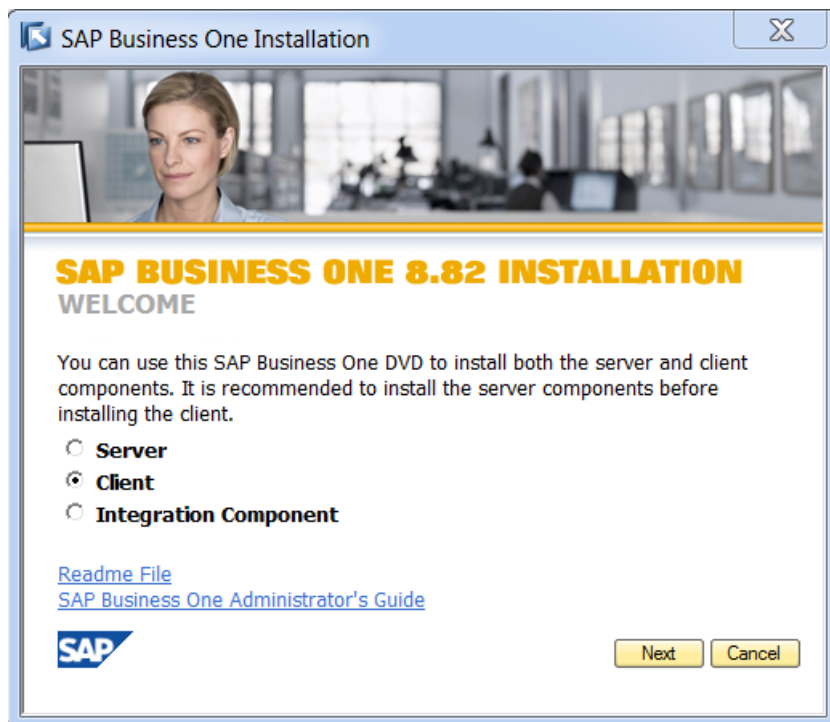 SAP Business One Installation
SAP BUSINESS ONE 8.82 INSTALLATION
WELCOME
You can use this SAP Business One DVD to install both the server and client
components. It is recommended to install the server components before
installing the client.
Server
Client
Integration Component
Readme File
SAP Business One Administrator's Guide
SAP
Next Cancel